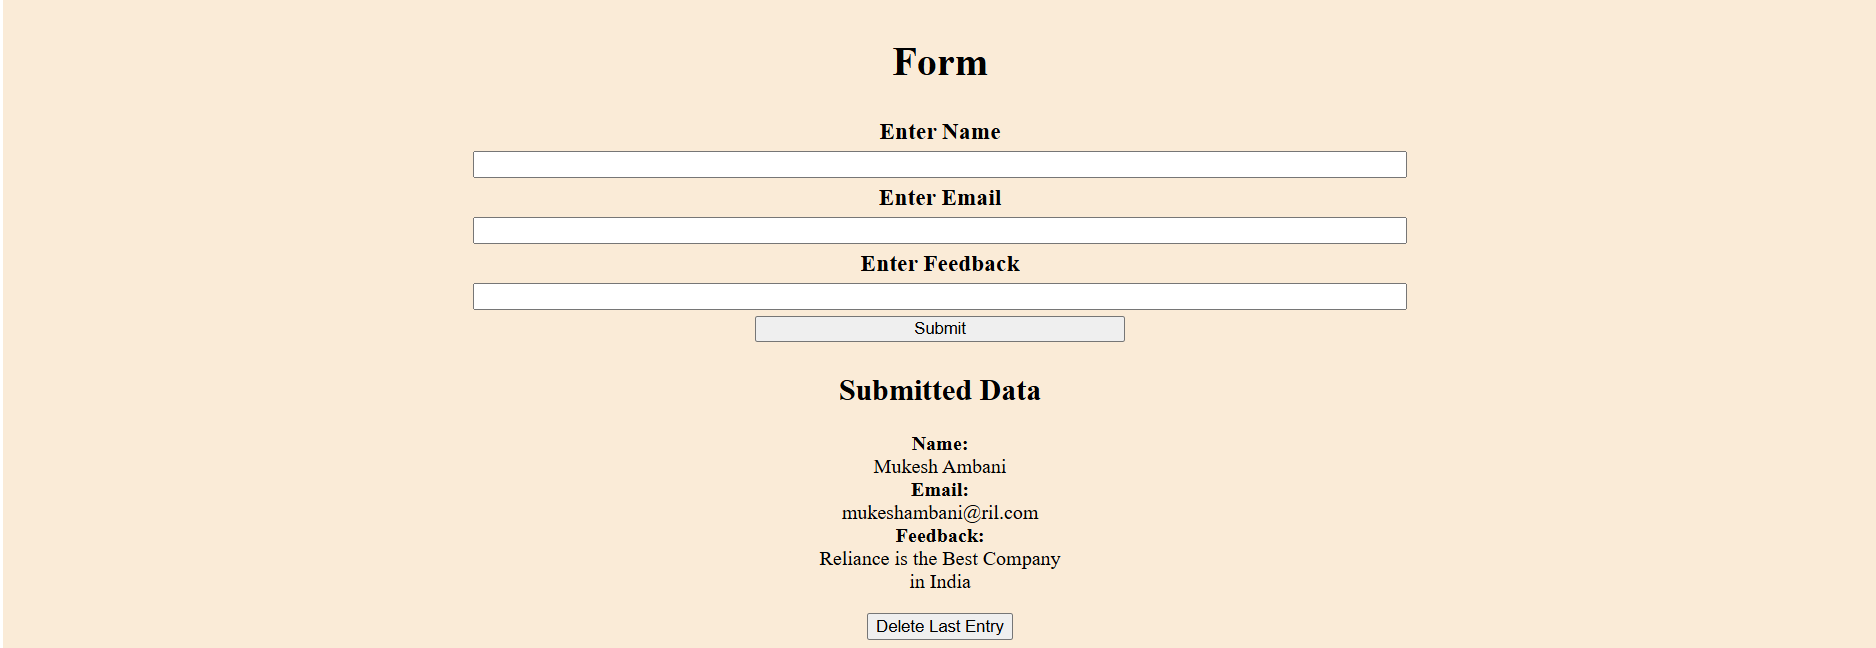 Form
Enter Name
Enter Email
Enter Feedback
Submit
Submitted Data
Name:
Mukesh Ambani
Email:
mukeshambani@ril.com
Feedback:
Reliance is the Best Company
in India
Delete Last Entry